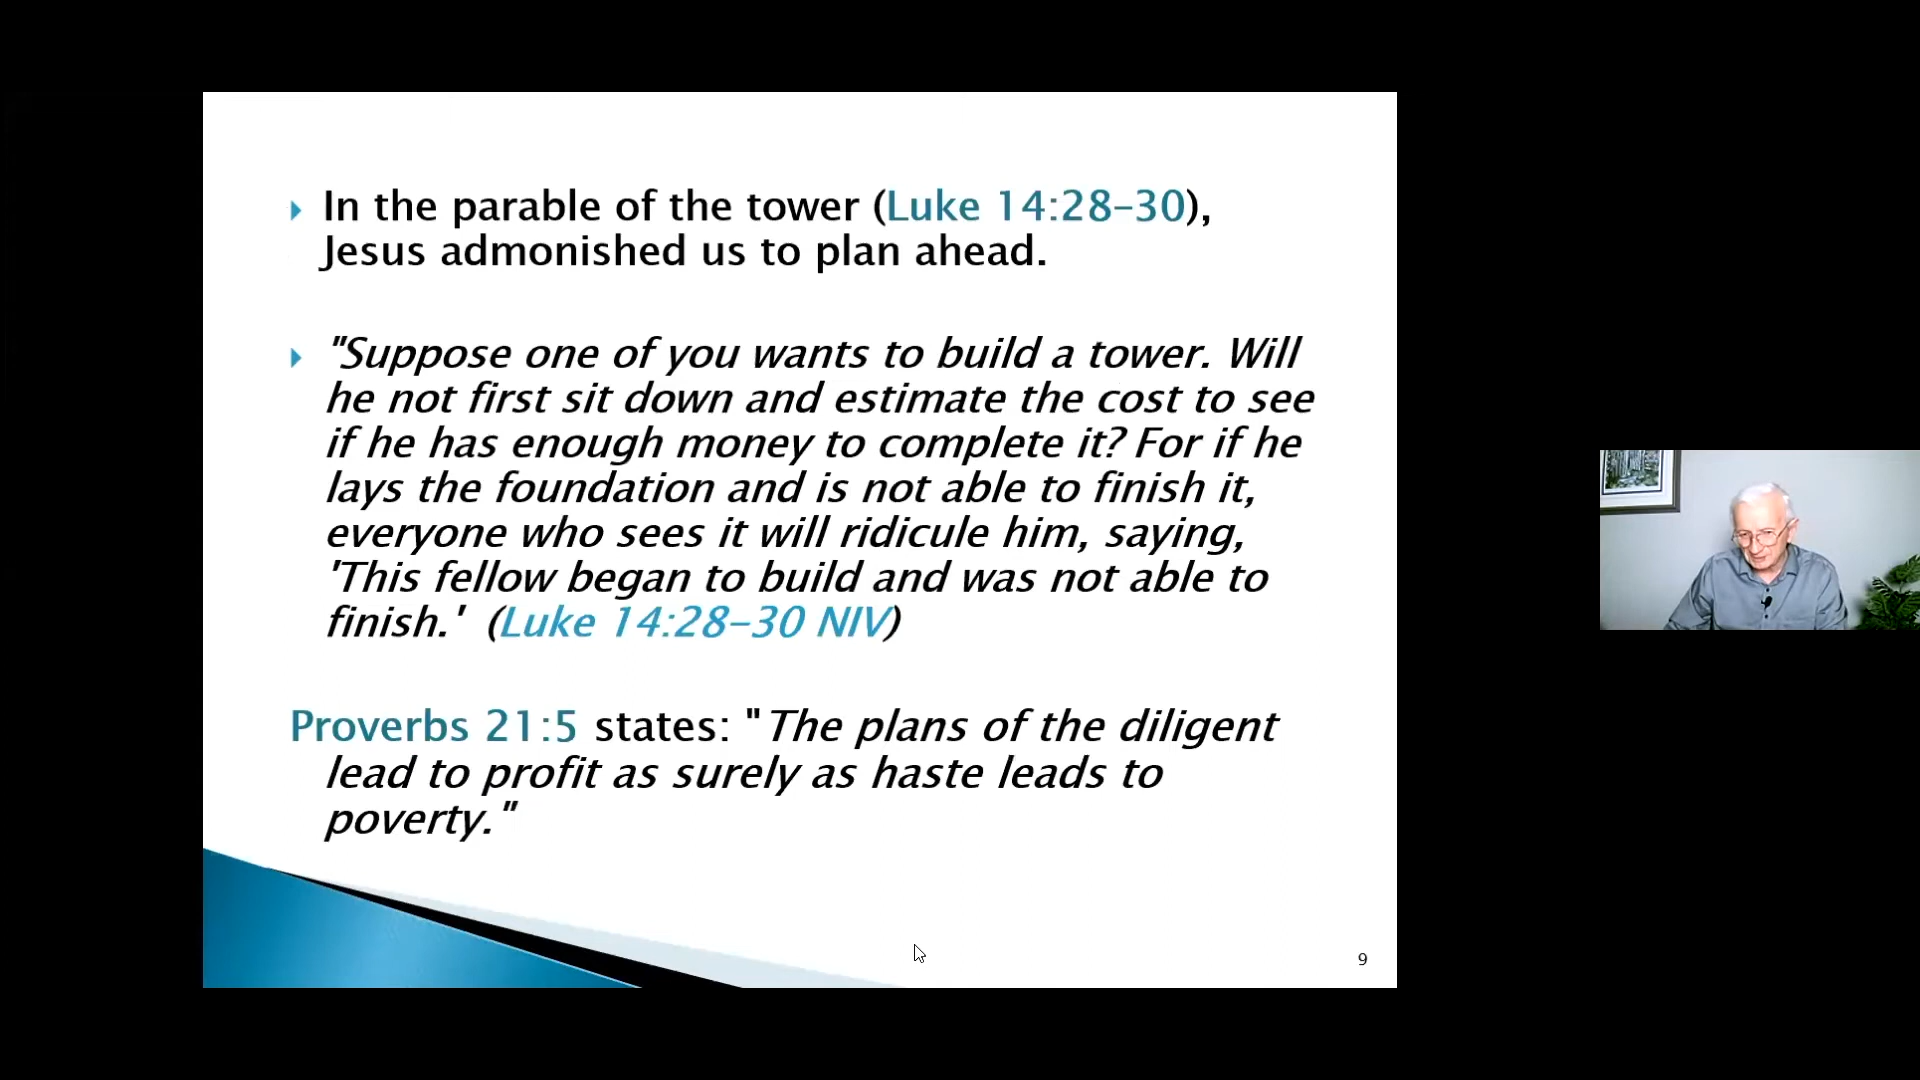 In the parable of the tower (Luke 14:28-30),
Jesus admonished us to plan ahead.
"Suppose one of you wants to build a tower. Will
he not first sit down and estimate the cost to see
if he has enough money to complete it? For if he
lays the foundation and is not able to finish it,
everyone who sees it will ridicule him, saying,
'This fellow began to build and was not able to
finish.' (Luke 14:28-30 NIV)
Proverbs 21:5 states: "The plans of the diligent
lead to profit as surely as haste leads to
poverty."
9